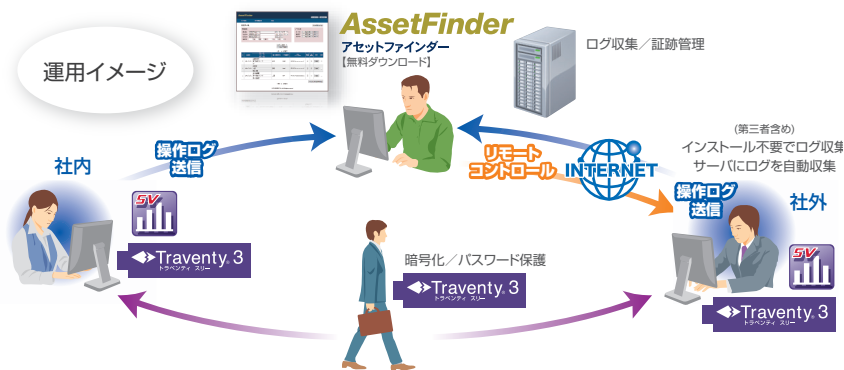 運用イメージ
AssetFinder
アセットファインダー
【無料ダウンロード】
ログ収集／証跡管理
(第三者含め)
インストール不要でログ収集
サーバにログを自動収集
操作ログ
送信
リモート
コントロール
INTERNET
社内
操作ログ
送信
社外
SV
Traventy® 3
トラベンティ スリー
暗号化／パスワード保護
Traventy® 3
トラベンティ スリー
SV
Traventy® 3
トラベンティ スリー